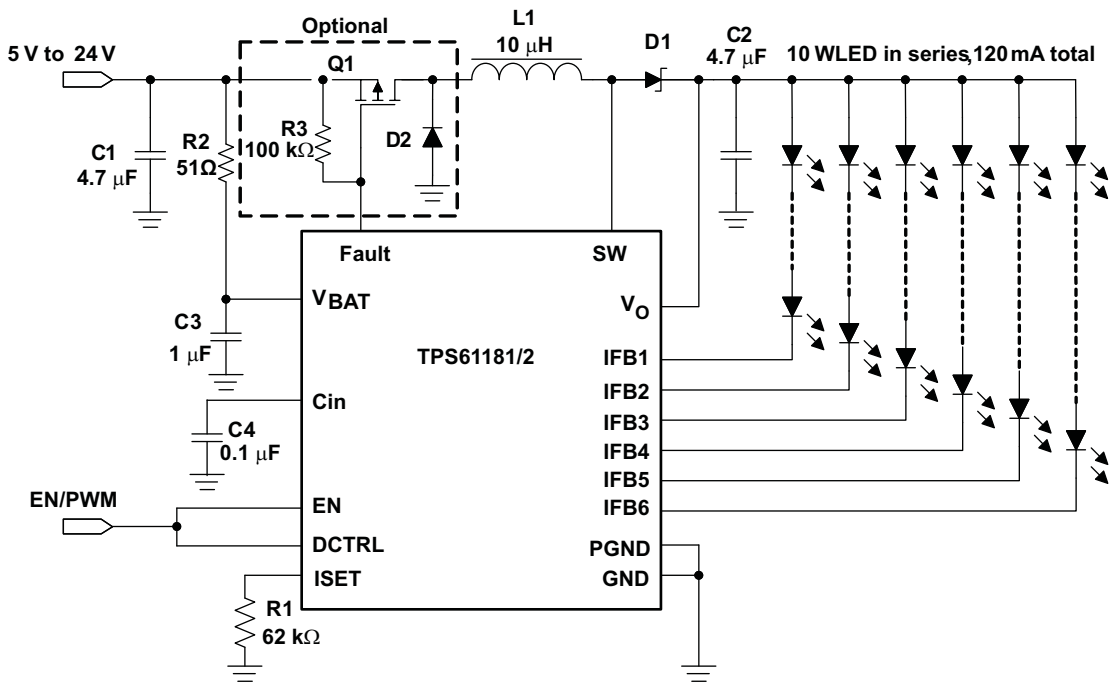 Optional
L1
10 μH
5 V to 24 V
Q1
D1
C2
4.7 μF
10 WLED in series,120 mA total
R2
51Ω
R3
100 kΩ
D2
C1
4.7 μF
Fault
SW
VBAT
VO
C3
1 μF
TPS61181/2
IFB1
IFB2
Cin
IFB3
C4
0.1 μF
IFB4
IFB5
EN/PWM
EN
IFB6
DCTRL
PGND
ISET
GND
R1
62 kΩ